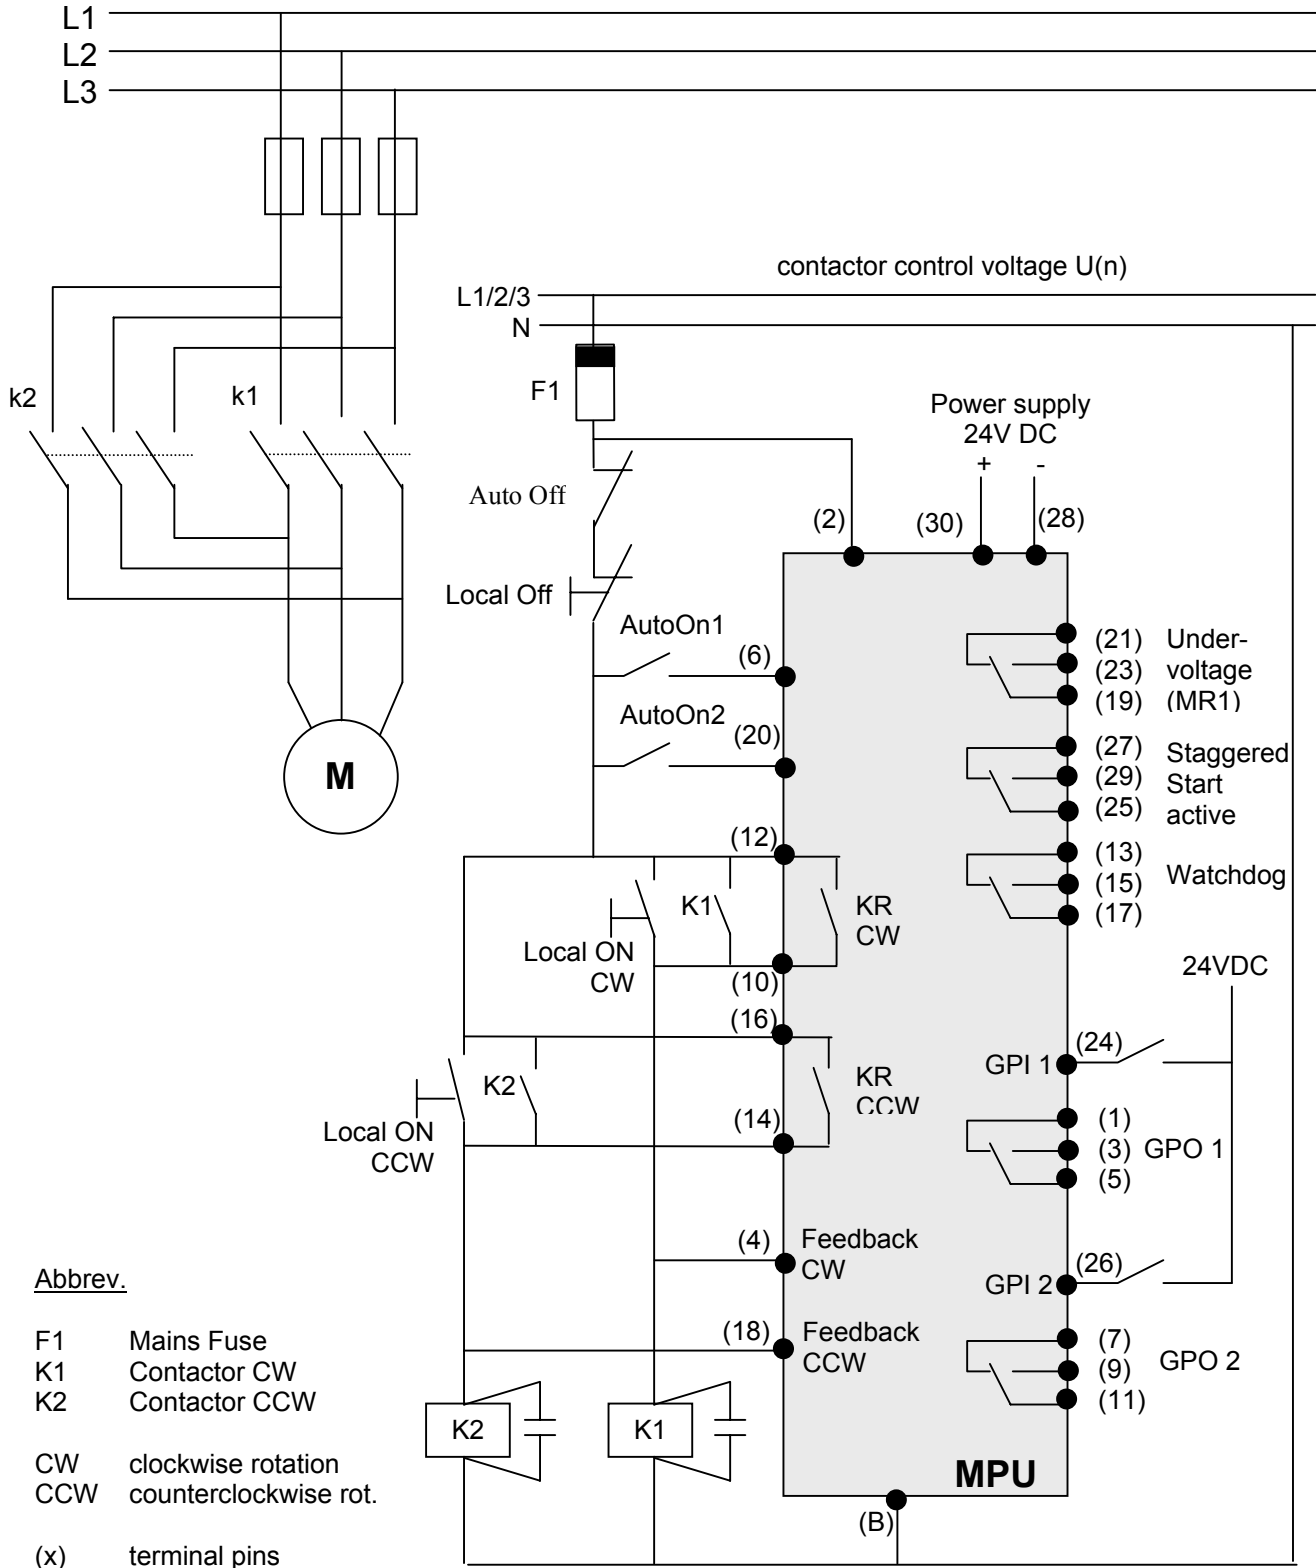 L1
L2
L3
contactor control voltage U(n)
L1/2/3
N
F1
k2
k1
Power supply
24V DC
+ -
Auto Off
(2)
(30)
(28)
Local Off
AutoOn1
(6)
(21) Under-
(23) voltage
(19) (MR1)
AutoOn2
(20)
M
(27) Staggered
(29) Start
(25) active
(12)
(13)
(15) Watchdog
(17)
K1
KR
CW
Local ON
CW
(10)
24VDC
(16)
(24)
GPI 1
K2
KR
CCW
(14)
Local ON
CCW
(1)
(3) GPO 1
(5)
(4)
Feedback
CW
(26)
GPI 2
(18)
Feedback
CCW
(7)
(9) GPO 2
(11)
K2
K1
MPU
(B)
Abbrev.
F1 Mains Fuse
K1 Contactor CW
K2 Contactor CCW
CW clockwise rotation
CCW counterclockwise rot.
(x) terminal pins